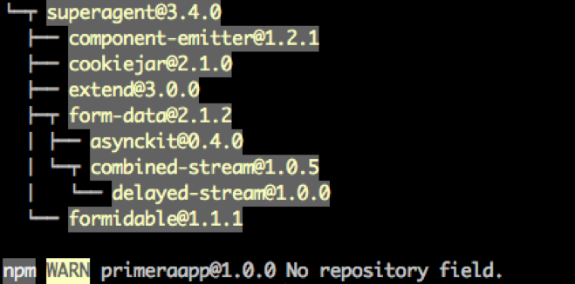 └─┬ superagent@3.4.0
  ├── component-emitter@1.2.1
  ├── cookiejar@2.1.0
  ├── extend@3.0.0
  ├─┬ form-data@2.1.2
  │ ├── asynckit@0.4.0
  │ └─┬ combined-stream@1.0.5
  │   └── delayed-stream@1.0.0
  └── formidable@1.1.1
npm WARN primeraapp@1.0.0 No repository field.